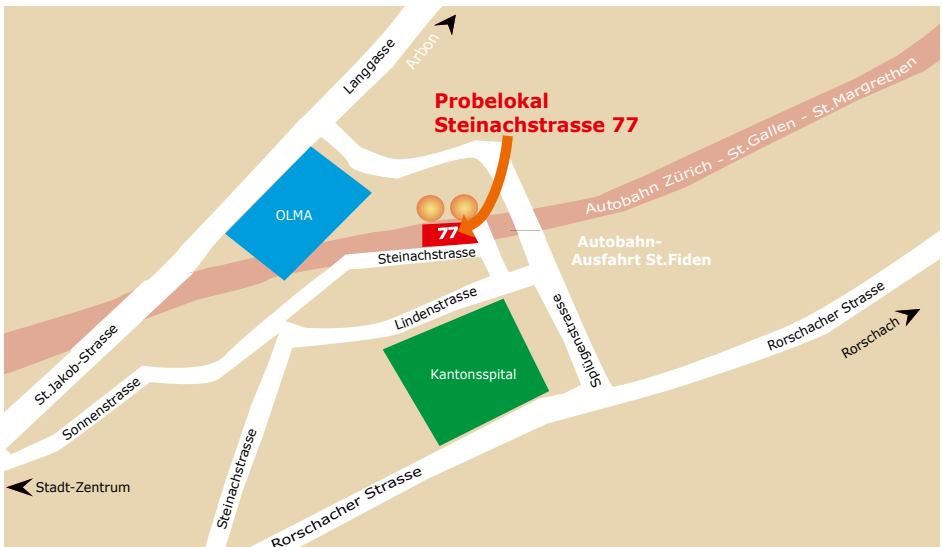 Langgasse
Arbon
Probelokal
Steinachstrasse 77
Autobahn Zürich - St.Gallen - St.Margrethen
OLMA
77
Steinachstrasse
Autobahn-
Ausfahrt St.Fiden
Lindenstrasse
Splügenstrasse
Rorschacher Strasse
Rorschach
St.Jakob-Strasse
Kantonsspital
Sonnenstrasse
Steinachstrasse
Stadt-Zentrum
Rorschacher Strasse